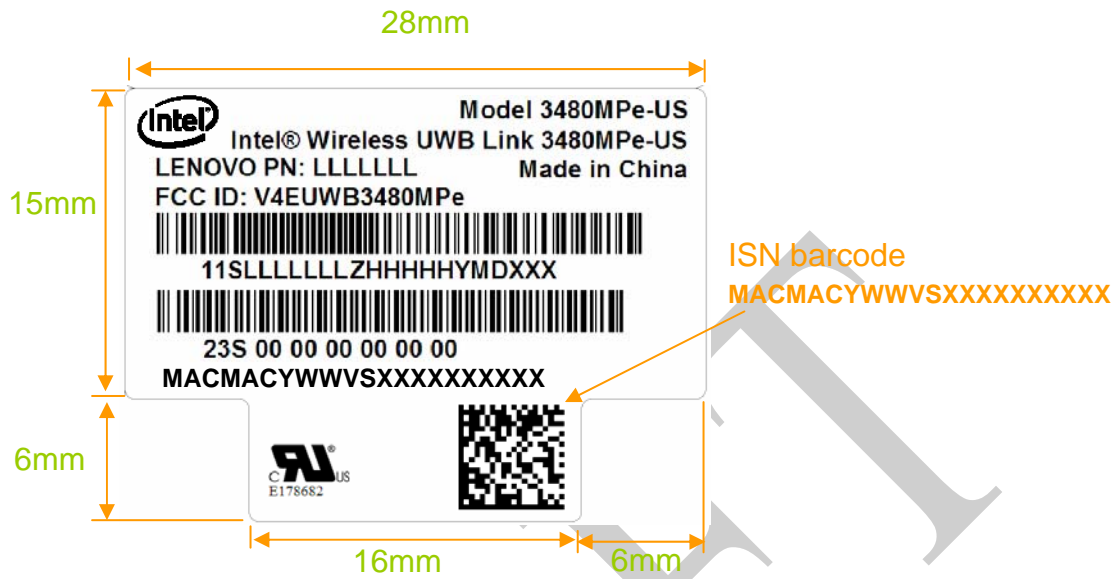 28mm
intel
Model 3480MPe-US
Intel® Wireless UWB Link 3480MPe-US
LENOVO PN: LLLLLLL Made in China
FCC ID: V4EUWB3480MPe
15mm
11SLLLLLLLZHHHHHYMDXXX
ISN barcode
MACMACYWWVSXXXXXXXXXX
23S 00 00 00 00 00 00
MACMACYWWVSXXXXXXXXXX
6mm
C RU ® US
E178682
16mm
6mm